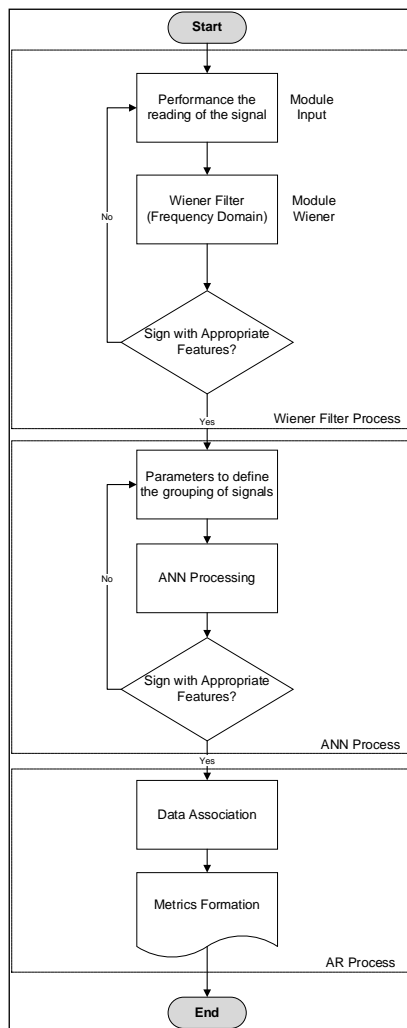 Start
Performance the
reading of the signal
Module
Input
Wiener Filter
(Frequency Domain)
Module
Wiener
No
Sign with Appropriate
Features?
Yes
Wiener Filter Process
Parameters to define
the grouping of signals
ANN Processing
No
Sign with Appropriate
Features?
Yes
ANN Process
Data Association
Metrics Formation
AR Process
End